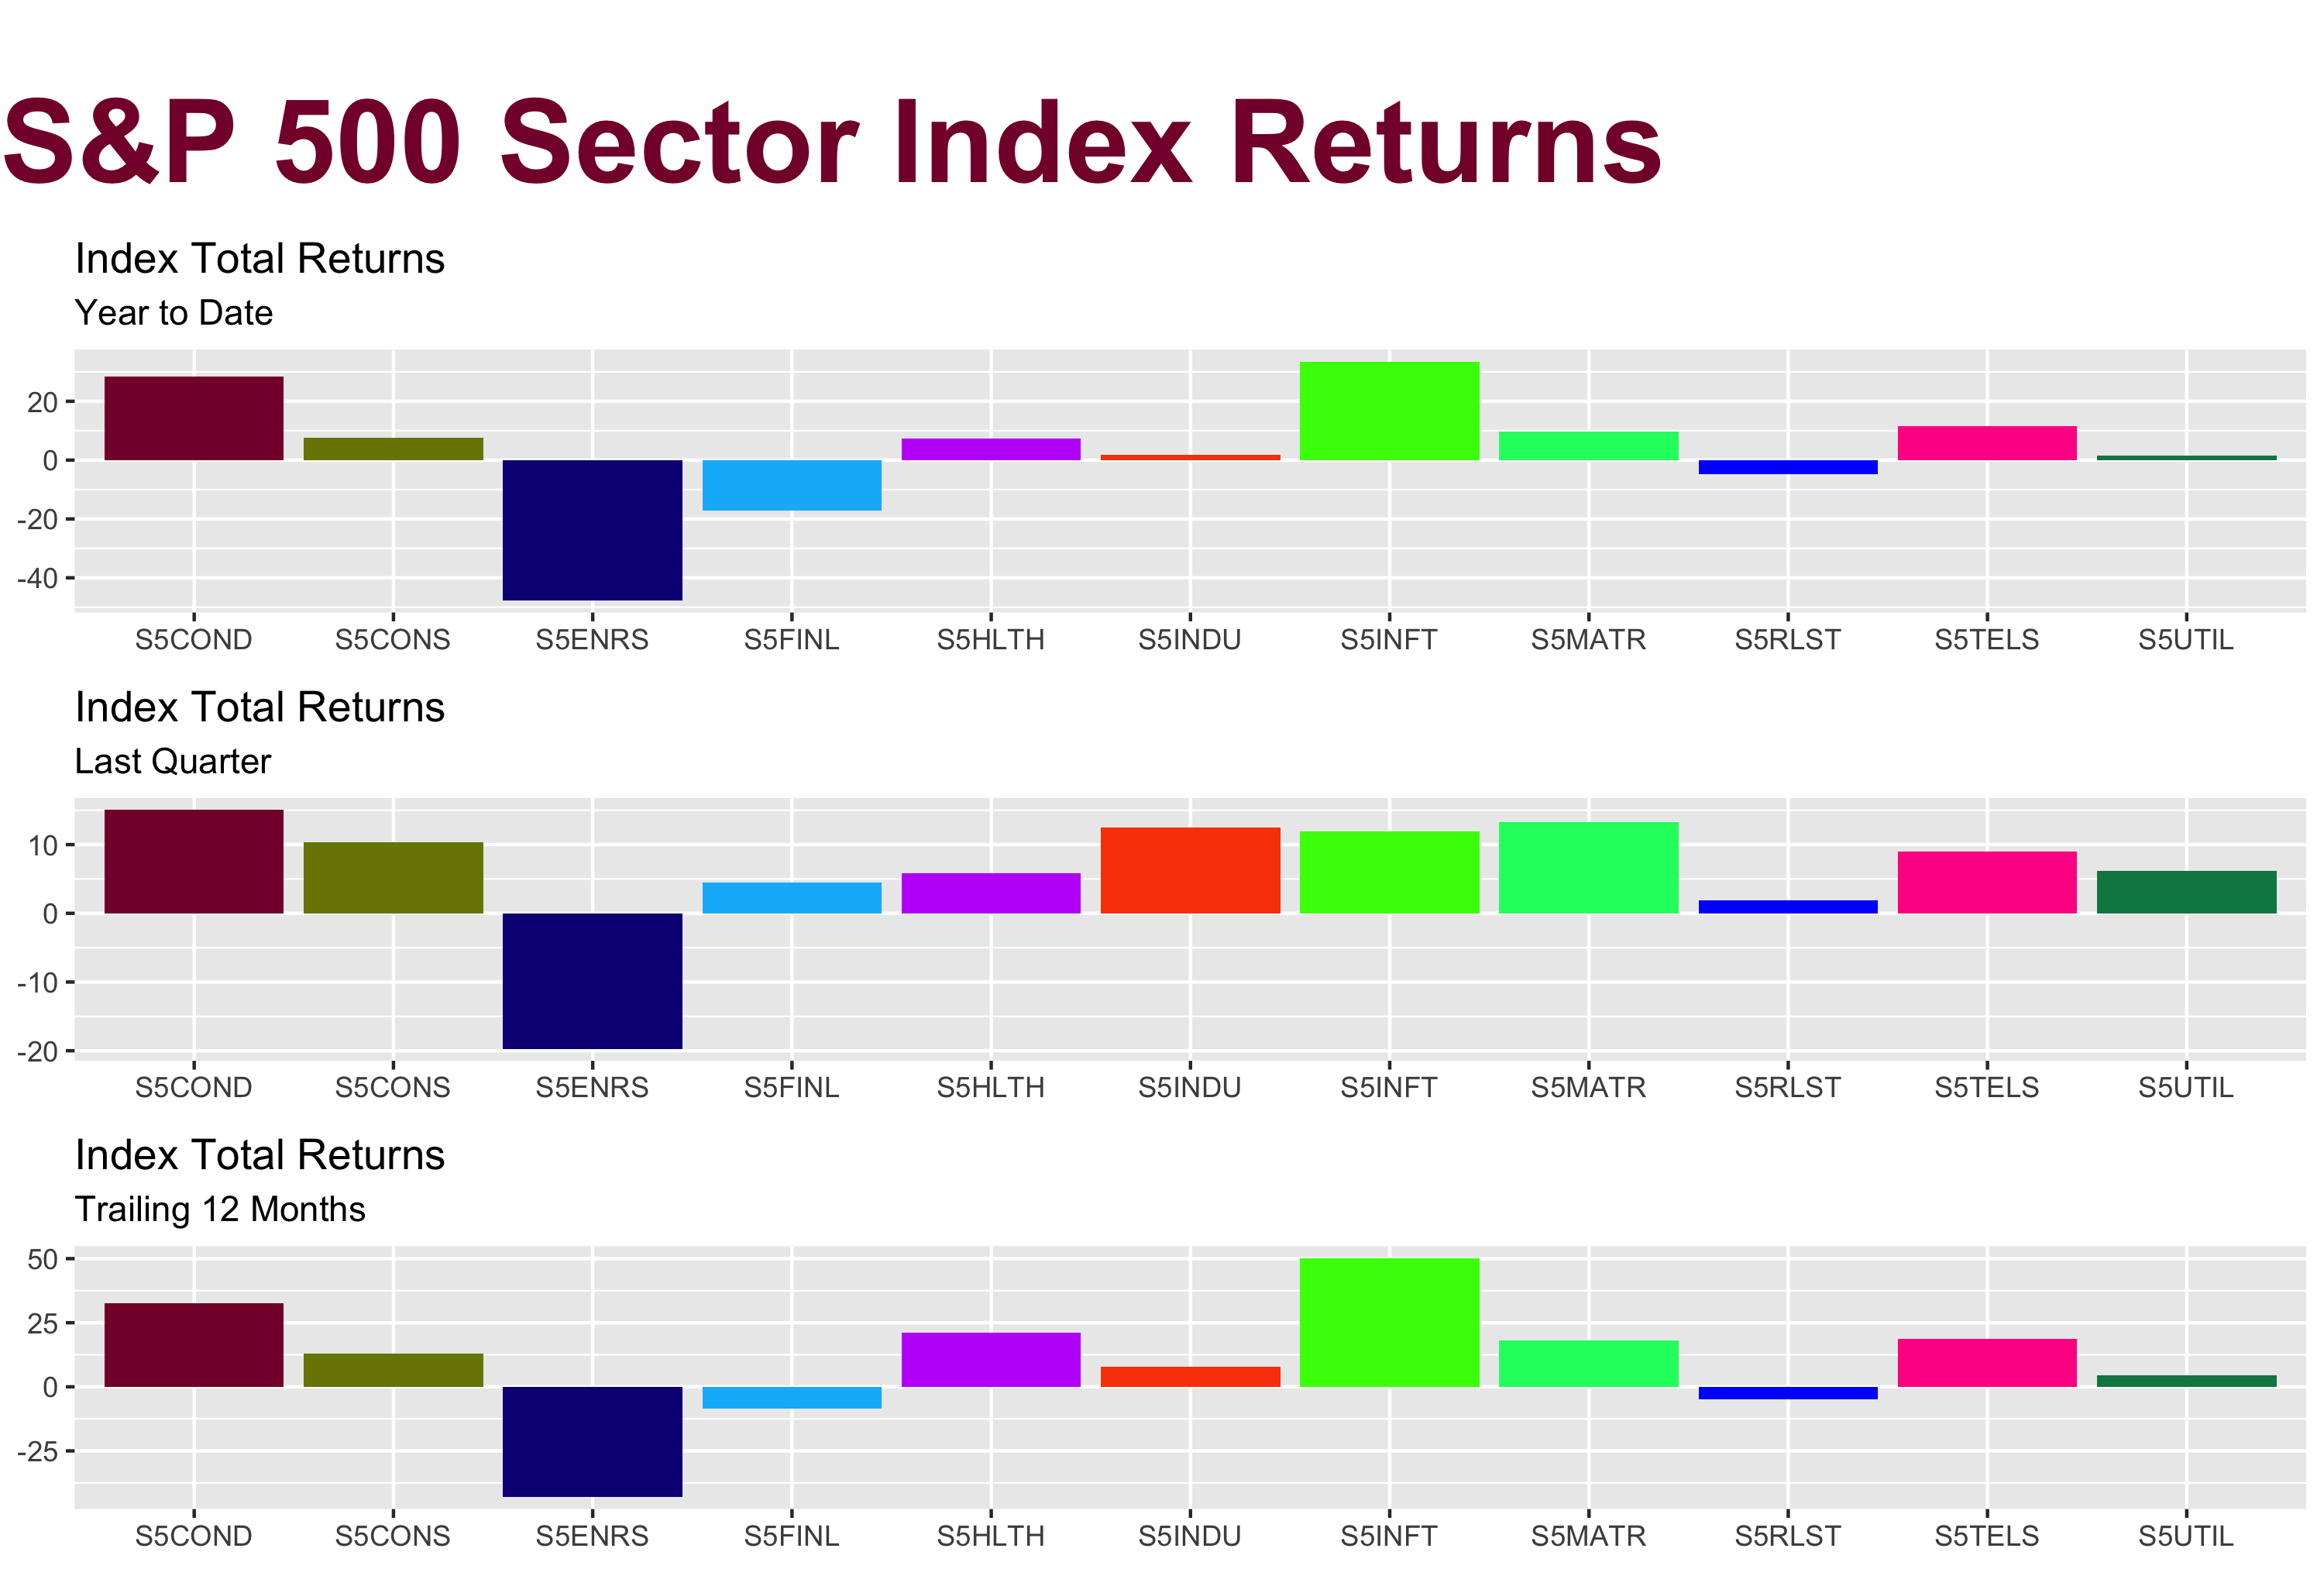 S&P 500 Sector Index Returns
Index Total Returns
Year to Date
20
0
-20
-40
S5COND S5CONS S5ENRS S5FINL S5HLTH S5INDU S5INFT S5MATR S5RLST S5TELS S5UTIL
Index Total Returns
Last Quarter
10
0
-10
-20
S5COND S5CONS S5ENRS S5FINL S5HLTH S5INDU S5INFT S5MATR S5RLST S5TELS S5UTIL
Index Total Returns
Trailing 12 Months
50
25
0
-25
S5COND S5CONS S5ENRS S5FINL S5HLTH S5INDU S5INFT S5MATR S5RLST S5TELS S5UTIL